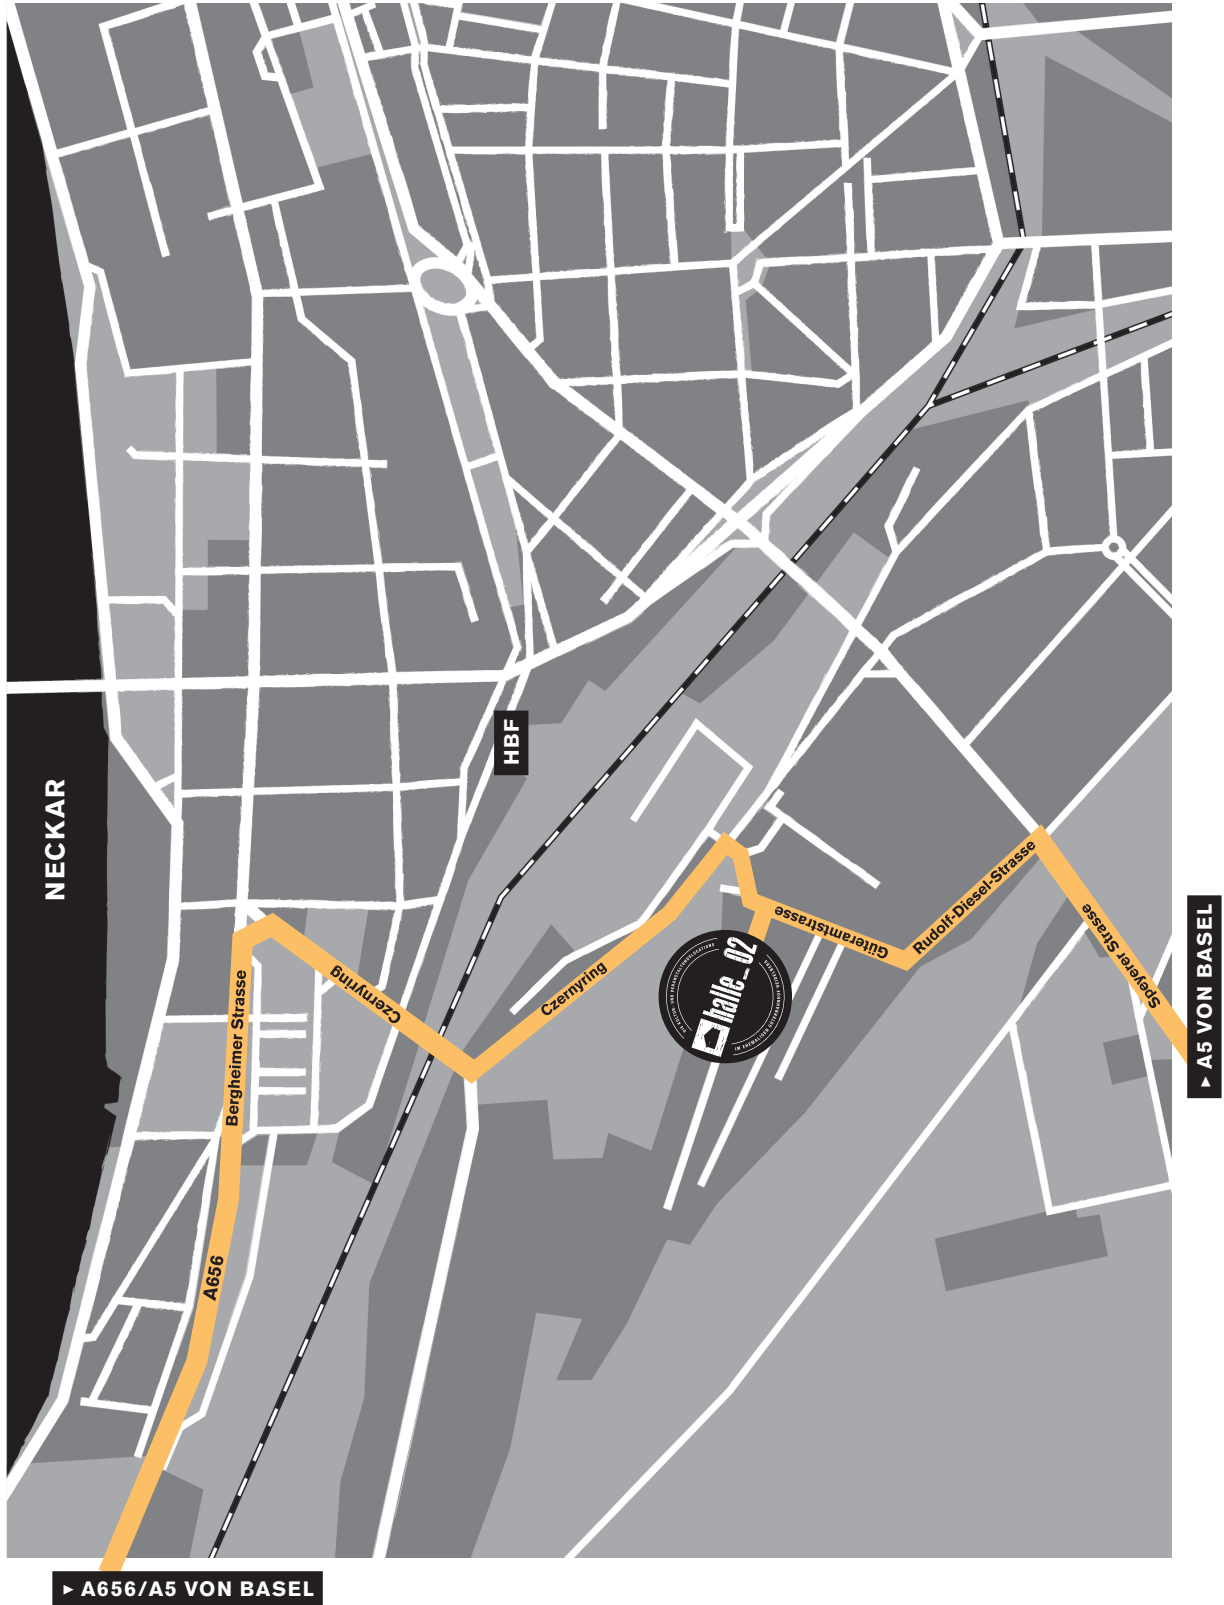 NECKAR
HBF
Bergheimer Strasse
Czernyring
Czernyring
A656
halle_02
Güteramtstrasse
Rudolf-Diesel-Strasse
Speyerer Strasse
▸ A5 VON BASEL
▸ A656/A5 VON BASEL